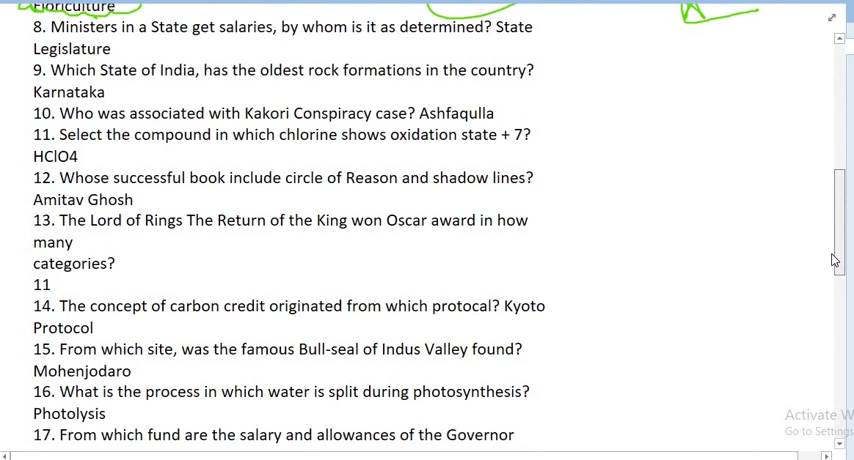 Floriculture
8. Ministers in a State get salaries, by whom is it as determined? State
Legislature
9. Which State of India, has the oldest rock formations in the country?
Karnataka
10. Who was associated with Kakori Conspiracy case? Ashfaqulla
11. Select the compound in which chlorine shows oxidation state + 7?
HClO4
12. Whose successful book include circle of Reason and shadow lines?
Amitav Ghosh
13. The Lord of Rings The Return of the King won Oscar award in how
many
categories?
11
14. The concept of carbon credit originated from which protocal? Kyoto
Protocol
15. From which site, was the famous Bull-seal of Indus Valley found?
Mohenjodaro
16. What is the process in which water is split during photosynthesis?
Photolysis
17. From which fund are the salary and allowances of the Governor
Activate W
Go to Settings